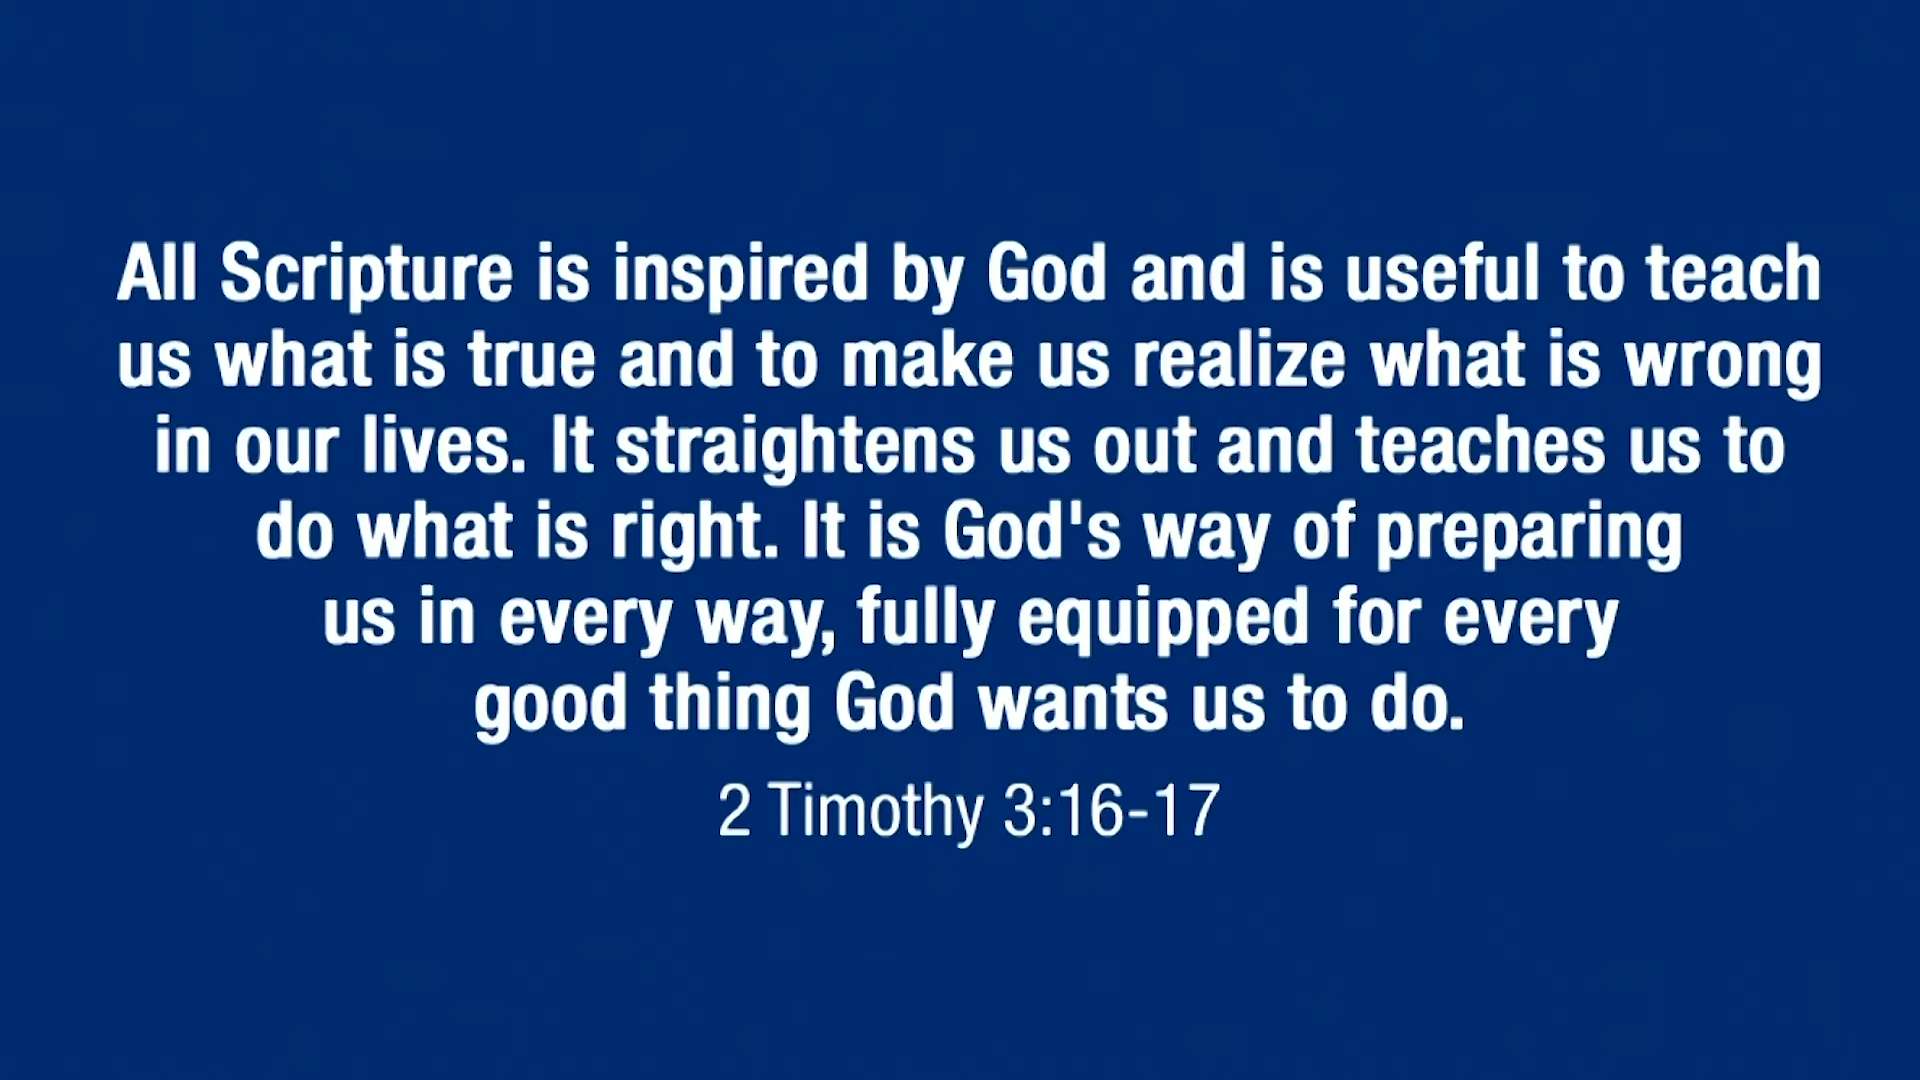 All Scripture is inspired by God and is useful to teach
us what is true and to make us realize what is wrong
in our lives. It straightens us out and teaches us to
do what is right. It is God's way of preparing
us in every way, fully equipped for every
good thing God wants us to do.
2 Timothy 3:16-17